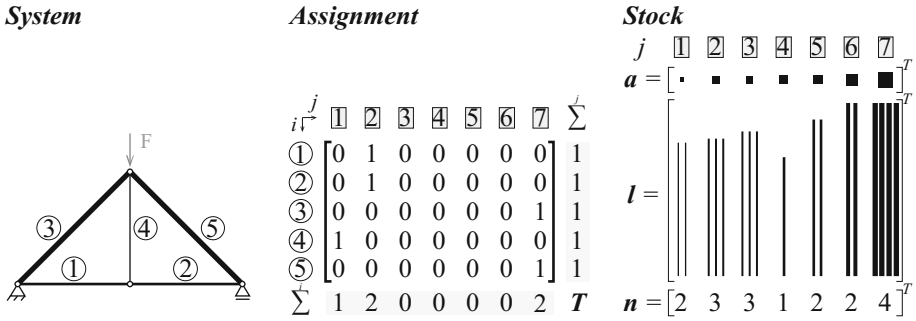 System
F
③ ④ ⑤
① ②
Assignment
j
i 1 2 3 4 5 6 7 Σ j
① [0 1 0 0 0 0 0] 1
② [0 1 0 0 0 0 0] 1
③ [0 0 0 0 0 0 1] 1
④ [1 0 0 0 0 0 0] 1
⑤ [0 0 0 0 0 0 1] 1
Σ i 1 2 0 0 0 0 2 T
Stock
j 1 2 3 4 5 6 7
a = [ ]T
l = [ ]T
n = [2 3 3 1 2 2 4]T